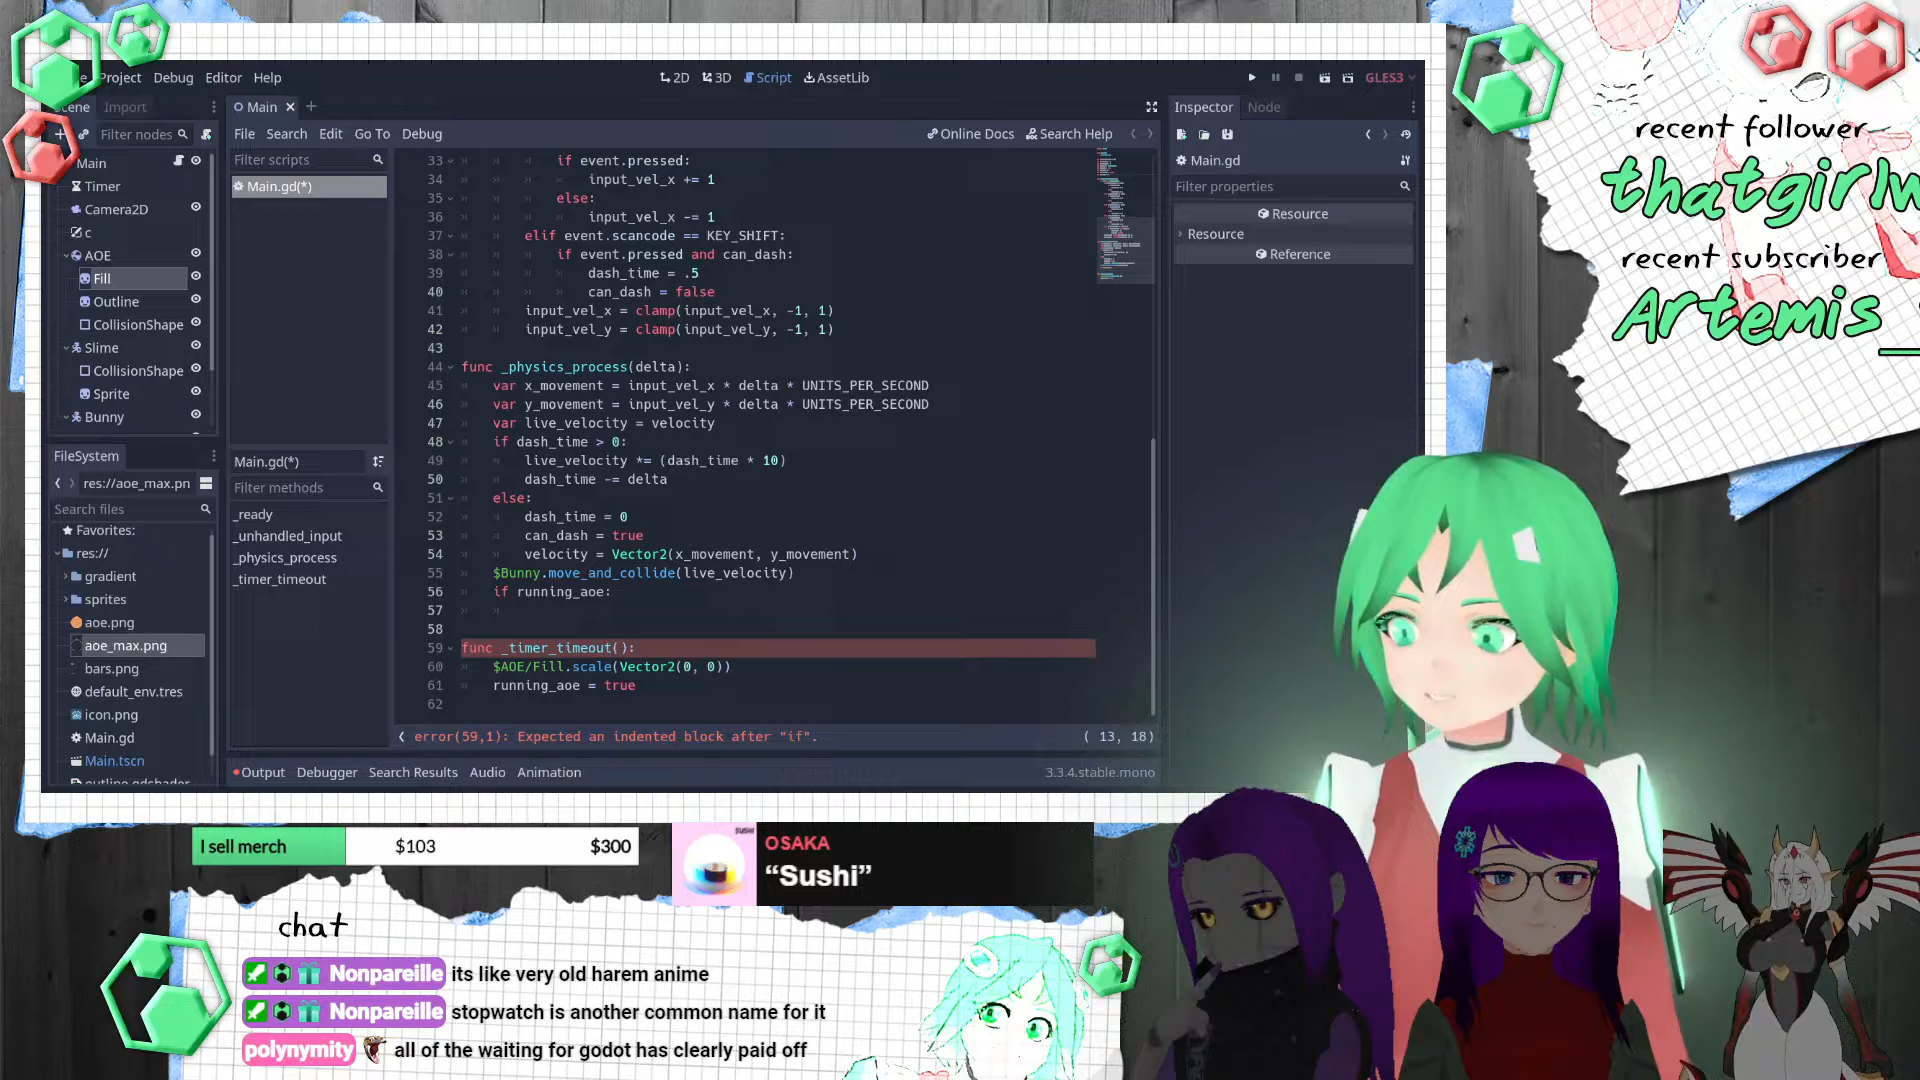 Project Debug Editor Help
2D 3D Script AssetLib
GLES3
Import
Main
Inspector Node
Filter nodes
File Search Edit Go To Debug
Online Docs Search Help
Filter scripts
Main.gd(*)
Main
Timer
Camera2D
c
AOE
Fill
Outline
CollisionShape
Slime
CollisionShape
Sprite
Bunny
33 if event.pressed:
34 input_vel_x += 1
35 else:
36 input_vel_x -= 1
37 elif event.scancode == KEY_SHIFT:
38 if event.pressed and can_dash:
39 dash_time = .5
40 can_dash = false
41 input_vel_x = clamp(input_vel_x, -1, 1)
42 input_vel_y = clamp(input_vel_y, -1, 1)
43
44 func _physics_process(delta):
45 var x_movement = input_vel_x * delta * UNITS_PER_SECOND
46 var y_movement = input_vel_y * delta * UNITS_PER_SECOND
47 var live_velocity = velocity
48 if dash_time > 0:
49 live_velocity *= (dash_time * 10)
50 dash_time -= delta
51 else:
52 dash_time = 0
53 can_dash = true
54 velocity = Vector2(x_movement, y_movement)
55 $Bunny.move_and_collide(live_velocity)
56 if running_aoe:
57
58
59 func _timer_timeout():
60 $AOE/Fill.scale(Vector2(0, 0))
61 running_aoe = true
62
error(59,1): Expected an indented block after "if".
( 13, 18)
Main.gd(*)
Filter methods
_ready
_unhandled_input
_physics_process
_timer_timeout
FileSystem
res://aoe_max.pn
Search files
Favorites:
res://
gradient
sprites
aoe.png
aoe_max.png
bars.png
default_env.tres
icon.png
Main.gd
Main.tscn
outline.gdshader
Output Debugger Search Results Audio Animation
3.3.4.stable.mono
Main.gd
Filter properties
Resource
Resource
Reference
recent follower
thatgirlw
recent subscriber
Artemis_
I sell merch $103 $300
SUSHI
OSAKA
“Sushi”
chat
Nonpareille its like very old harem anime
Nonpareille stopwatch is another common name for it
polynymity all of the waiting for godot has clearly paid off